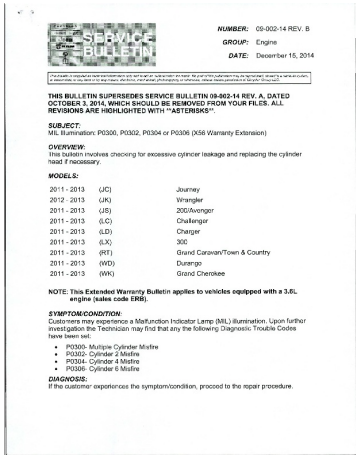 SERVICE
BULLETIN
NUMBER: 09-002-14 REV. B
GROUP: Engine
DATE: December 15, 2014
THIS BULLETIN SUPERSEDES SERVICE BULLETIN 09-002-14 REV. A, DATED
OCTOBER 3, 2014, WHICH SHOULD BE REMOVED FROM YOUR FILES. ALL
REVISIONS ARE HIGHLIGHTED WITH **ASTERISKS**.
SUBJECT:
MIL Illumination: P0300, P0302, P0304 or P0306 (X56 Warranty Extension)
OVERVIEW:
This bulletin involves checking for excessive cylinder leakage and replacing the cylinder
head if necessary.
MODELS:
2011 - 2013 (JC) Journey
2012 - 2013 (JK) Wrangler
2011 - 2013 (JS) 200/Avenger
2011 - 2013 (LC) Challenger
2011 - 2013 (LD) Charger
2011 - 2013 (LX) 300
2011 - 2013 (RT) Grand Caravan/Town & Country
2011 - 2013 (WD) Durango
2011 - 2013 (WK) Grand Cherokee
NOTE: This Extended Warranty Bulletin applies to vehicles equipped with a 3.6L
engine (sales code ERB).
SYMPTOM/CONDITION:
Customers may experience a Malfunction Indicator Lamp (MIL) illumination. Upon further
investigation the Technician may find that any the following Diagnostic Trouble Codes
have been set:
• P0300- Multiple Cylinder Misfire
• P0302- Cylinder 2 Misfire
• P0304- Cylinder 4 Misfire
• P0306- Cylinder 6 Misfire
DIAGNOSIS:
If the customer experiences the symptom/condition, proceed to the repair procedure.